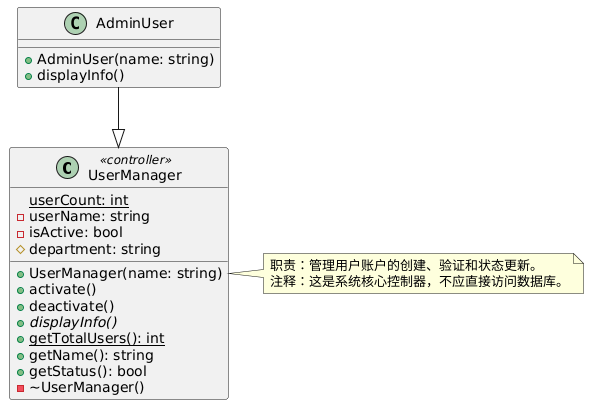 C AdminUser
AdminUser(name: string)
displayInfo()
«controller»
C UserManager
userCount: int
userName: string
isActive: bool
department: string
UserManager(name: string)
activate()
deactivate()
displayInfo()
getTotalUsers(): int
getName(): string
getStatus(): bool
~UserManager()
职责：管理用户账户的创建、验证和状态更新。
注释：这是系统核心控制器，不应直接访问数据库。